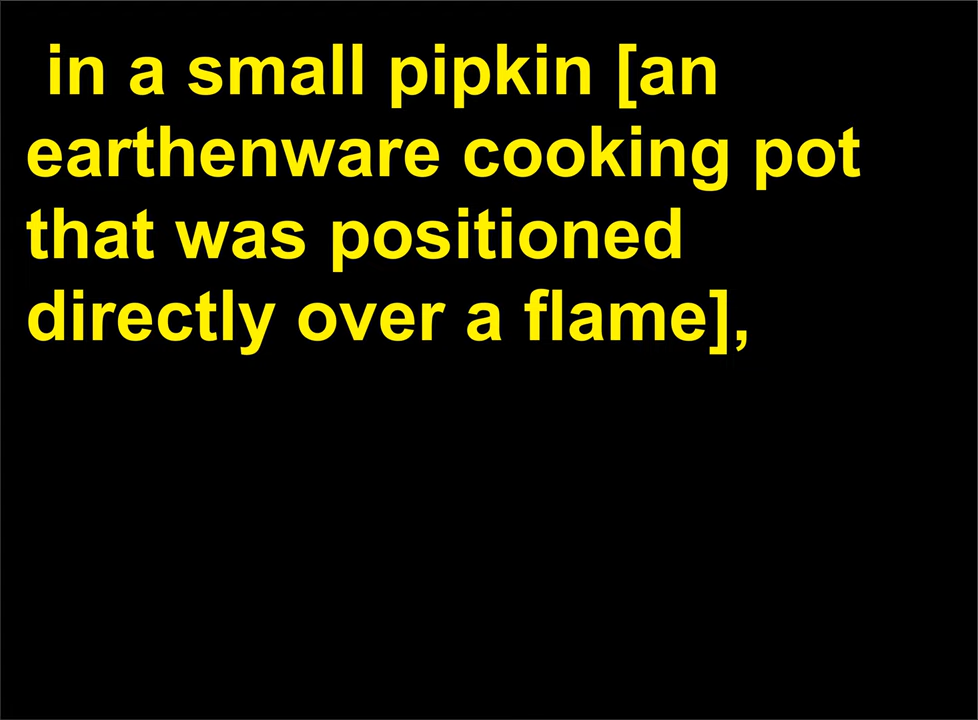 in a small pipkin [an
earthenware cooking pot
that was positioned
directly over a flame],